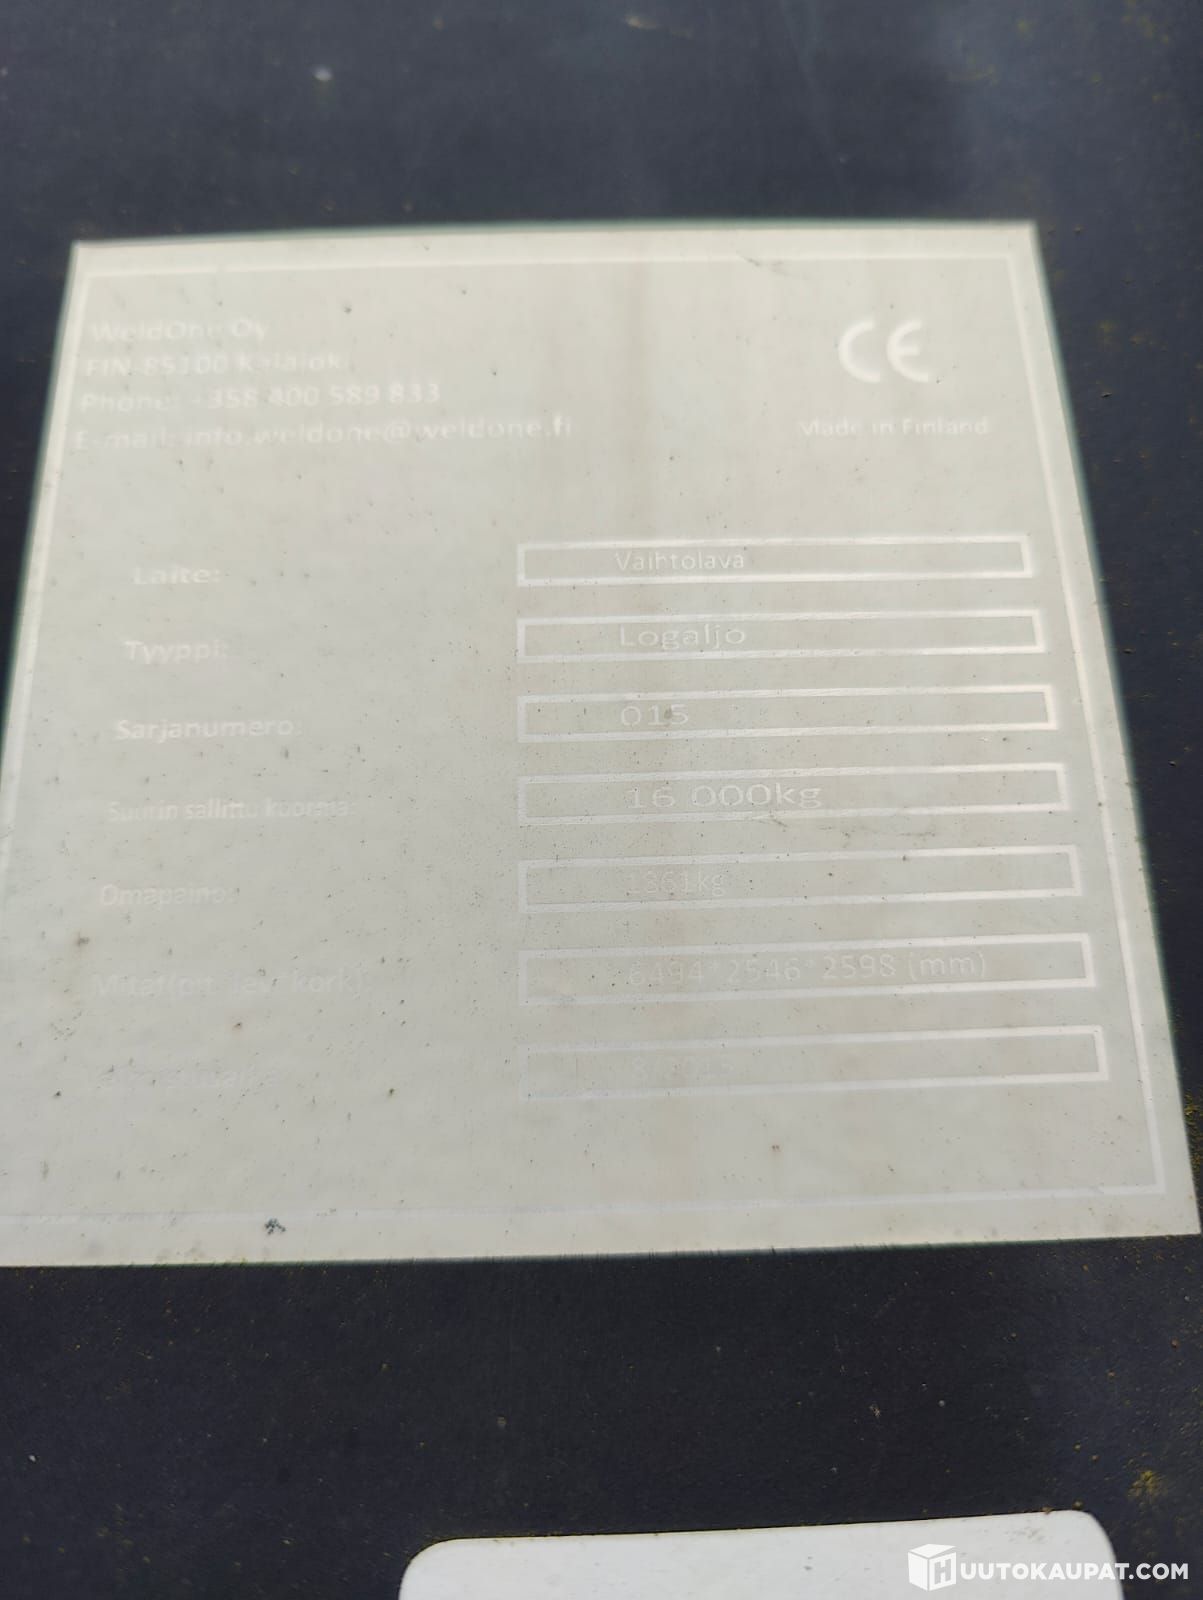 WeldOne Oy
FIN-85100 Kalajoki
Phone: +358 400 589 833
E-mail: info.weldone@weldone.fi
CE
Made in Finland
Laite: Vaihtolava
Tyyppi: Logaljo
Sarjanumero: 015
Suurin sallittu kuorma: 16 000kg
Omapaino: 1361kg
Mitat(pit* lev* kork): 6494*2546*2598 (mm)
HUUTOKAUPAT.COM